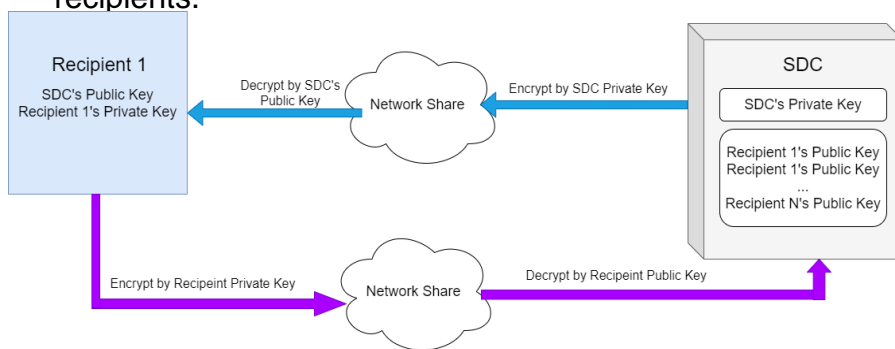 recipients.
Recipient 1
SDC's Public Key
Recipient 1's Private Key
Decrypt by SDC's
Public Key
Network Share
Encrypt by SDC Private Key
SDC
SDC's Private Key
Recipient 1's Public Key
Recipient 1's Public Key
...
Recipient N's Public Key
Encrypt by Recipeint Private Key
Network Share
Decrypt by Recipeint Public Key